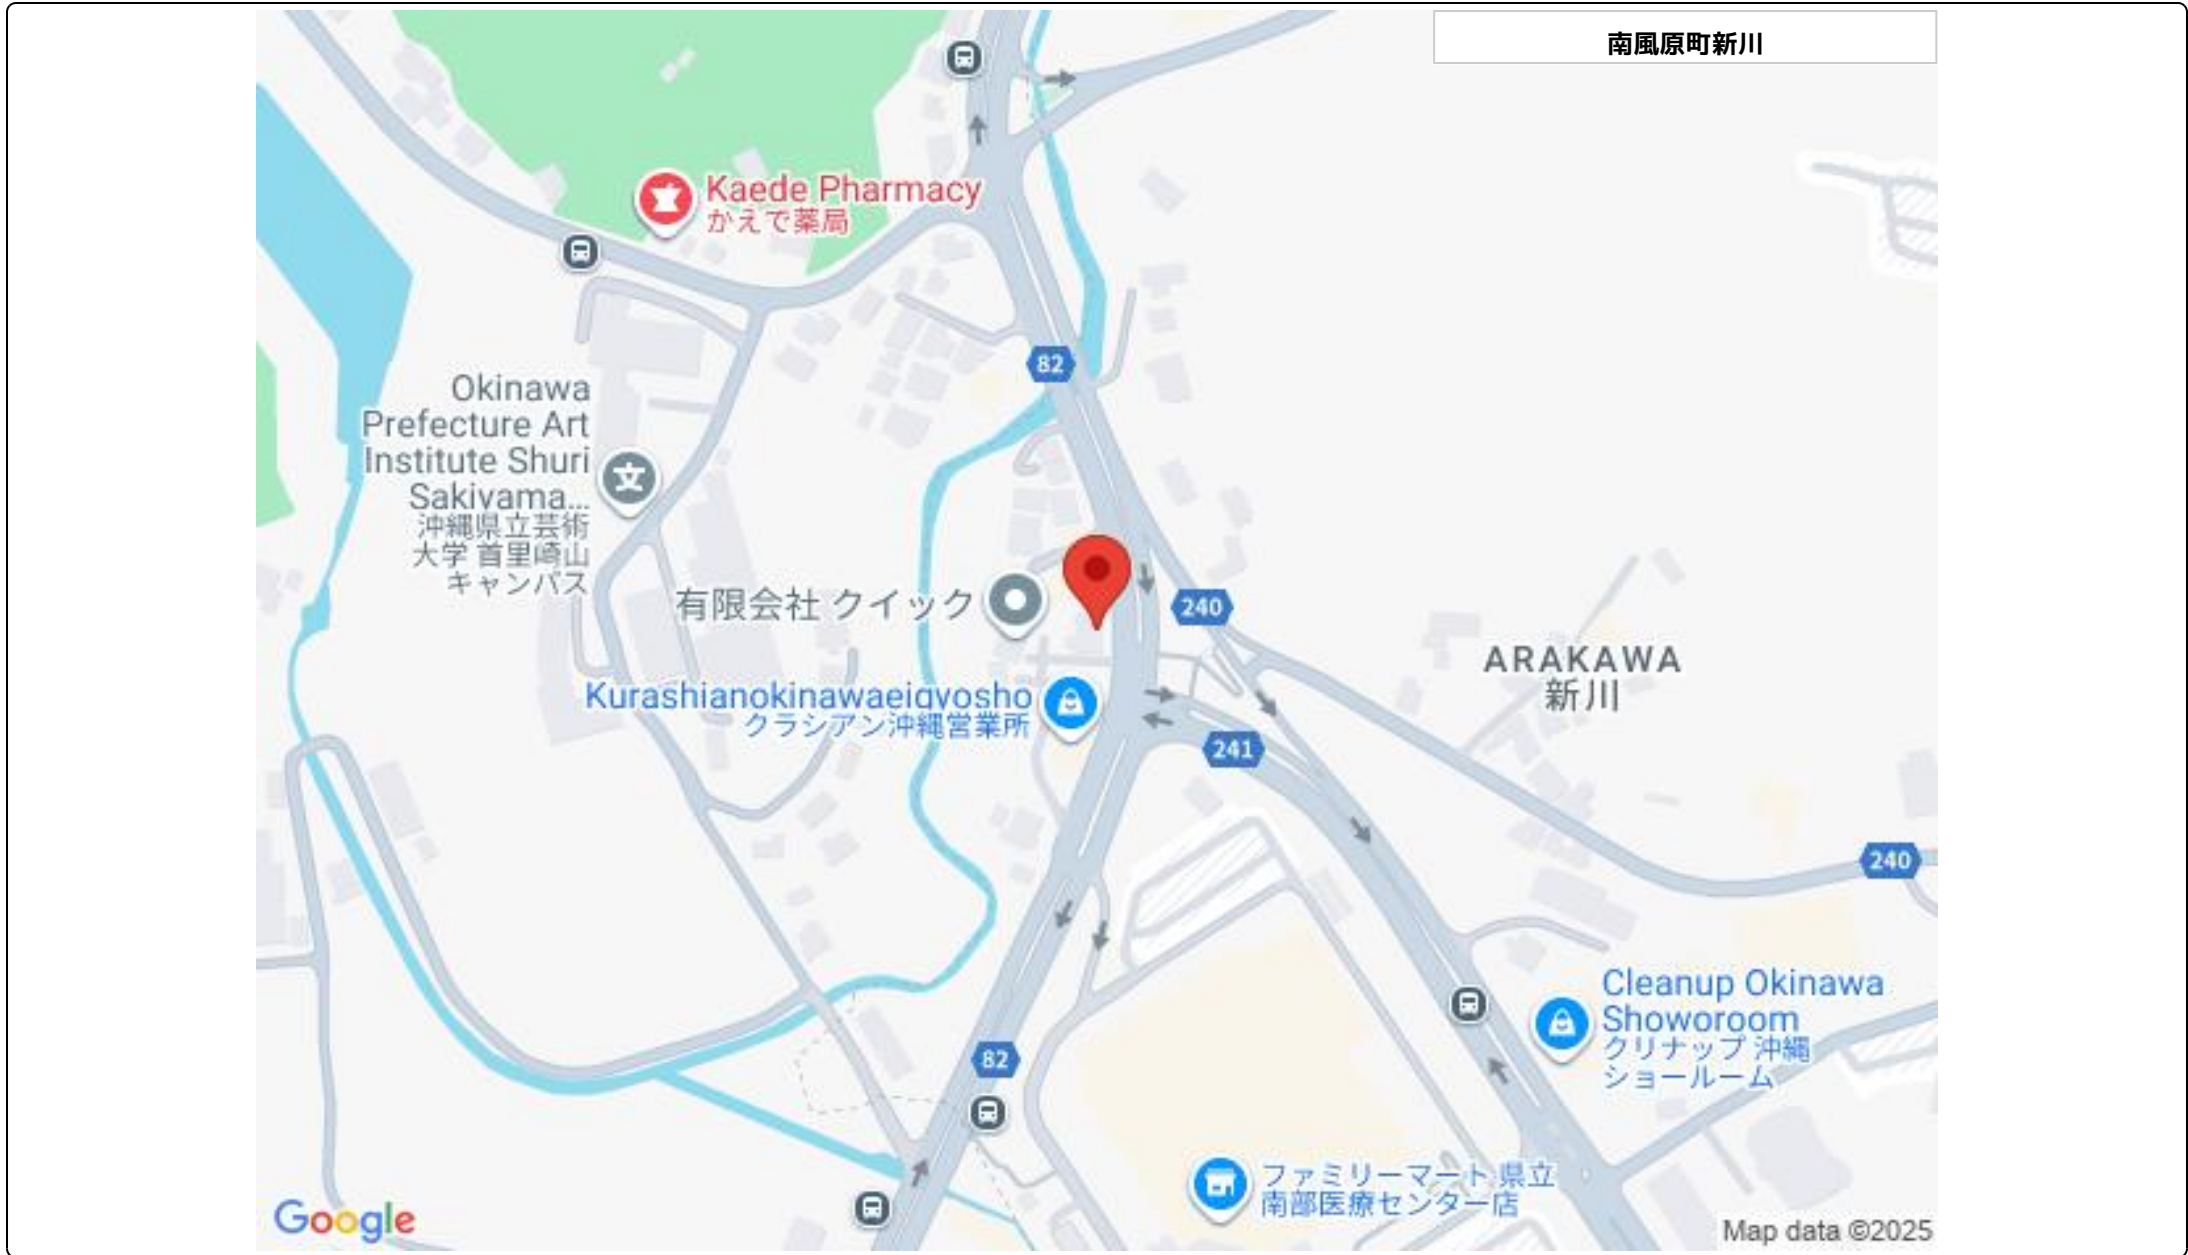 南風原町新川
Kaede Pharmacy
かえで薬局
82
Okinawa
Prefecture Art
Institute Shuri
Sakiyama...
沖縄県立芸術
大学 首里崎山
キャンパス
文
有限会社 クイック
240
ARAKAWA
新川
Kurashianokinawaeigyosho
クラシアン沖縄営業所
241
240
Cleanup Okinawa
Showoroom
クリナップ 沖縄
ショールーム
82
ファミリーマート 県立
南部医療センター店
Google
Map data ©2025